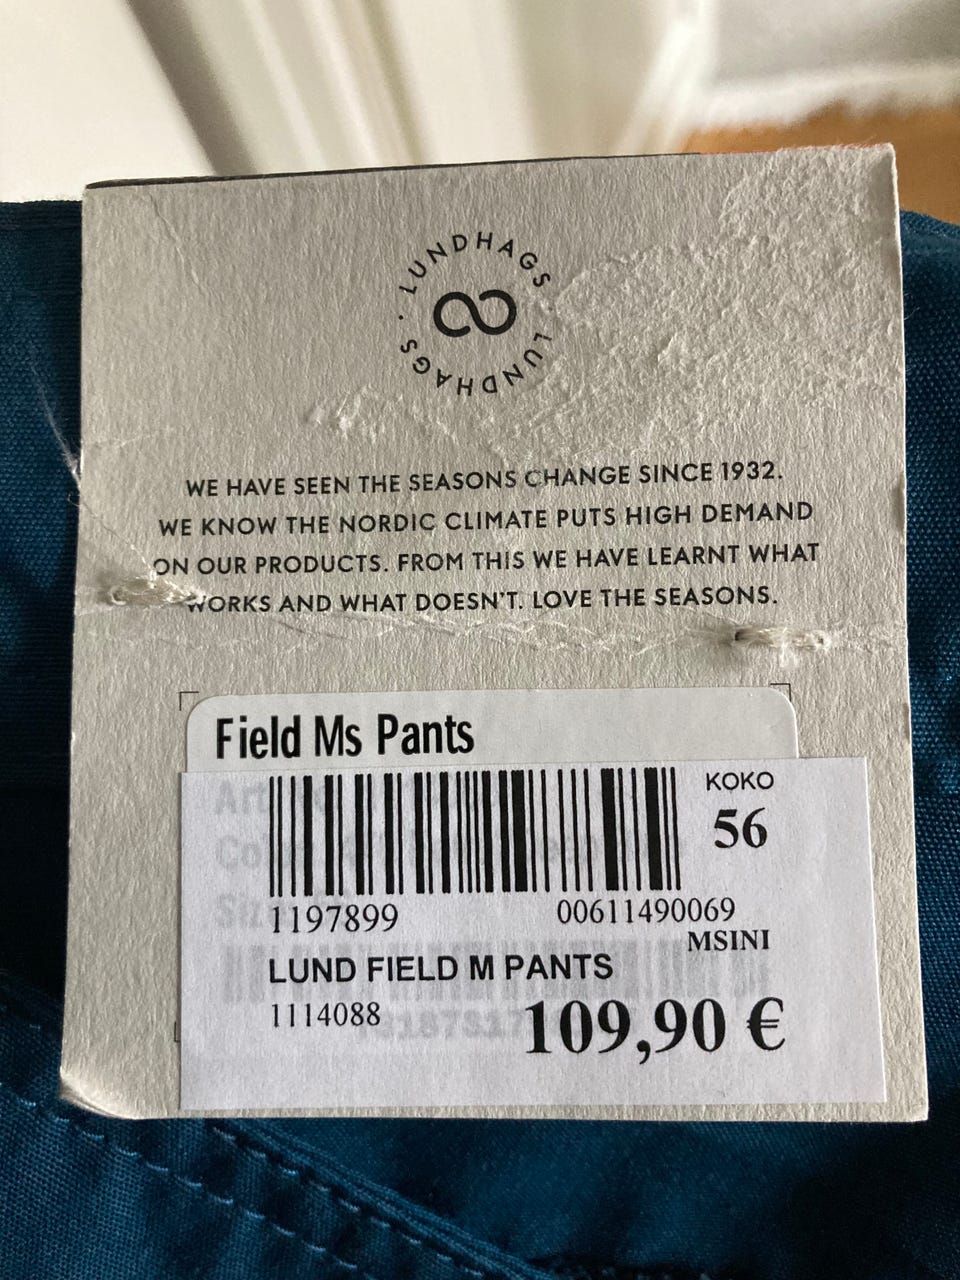 LUNDHAGS · LUNDHAGS · LUNDHAGS ·
WE HAVE SEEN THE SEASONS CHANGE SINCE 1932.
WE KNOW THE NORDIC CLIMATE PUTS HIGH DEMAND
ON OUR PRODUCTS. FROM THIS WE HAVE LEARNT WHAT
WORKS AND WHAT DOESN'T. LOVE THE SEASONS.
Field Ms Pants
KOKO
56
1197899 00611490069
MSINI
LUND FIELD M PANTS
1114088 109,90 €